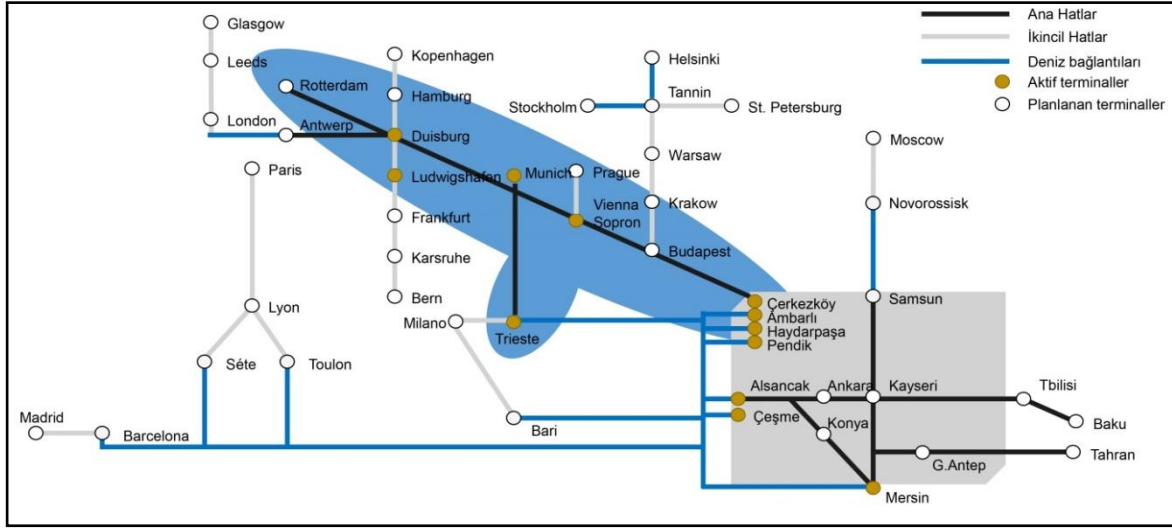 Glasgow
Leeds
London
Antwerp
Rotterdam
Kopenhagen
Hamburg
Duisburg
Ludwigshafen
Frankfurt
Karsruhe
Bern
Munich
Prague
Vienna
Sopron
Helsinki
Tannin
Stockholm
St. Petersburg
Warsaw
Krakow
Budapest
Ana Hatlar
İkincil Hatlar
Deniz bağlantıları
Aktif terminaller
Planlanan terminaller
Moscow
Novorossisk
Samsun
Paris
Lyon
Séte
Toulon
Madrid
Barcelona
Milano
Trieste
Bari
Çerkezköy
Ambarlı
Haydarpaşa
Pendik
Alsancak
Ankara
Kayseri
Çeşme
Konya
Tbilisi
Baku
G.Antep
Tahran
Mersin